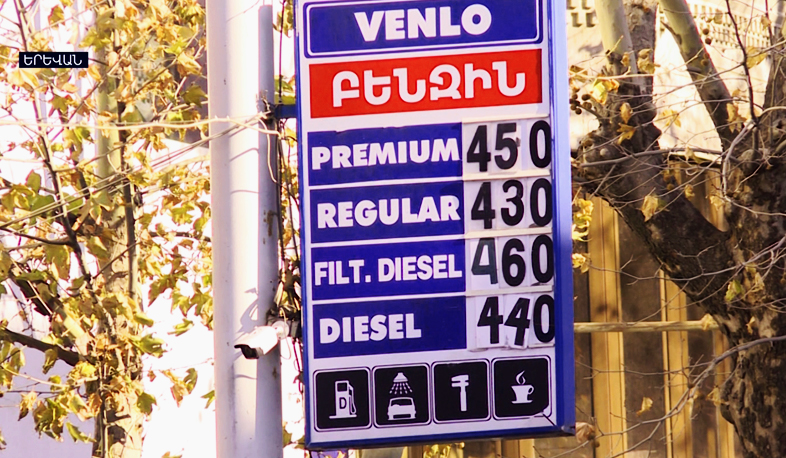 ԵՐԵՎԱՆ
VENLO
ԲԵՆԶԻՆ
PREMIUM 450
REGULAR 430
FILT. DIESEL 460
DIESEL 440
D